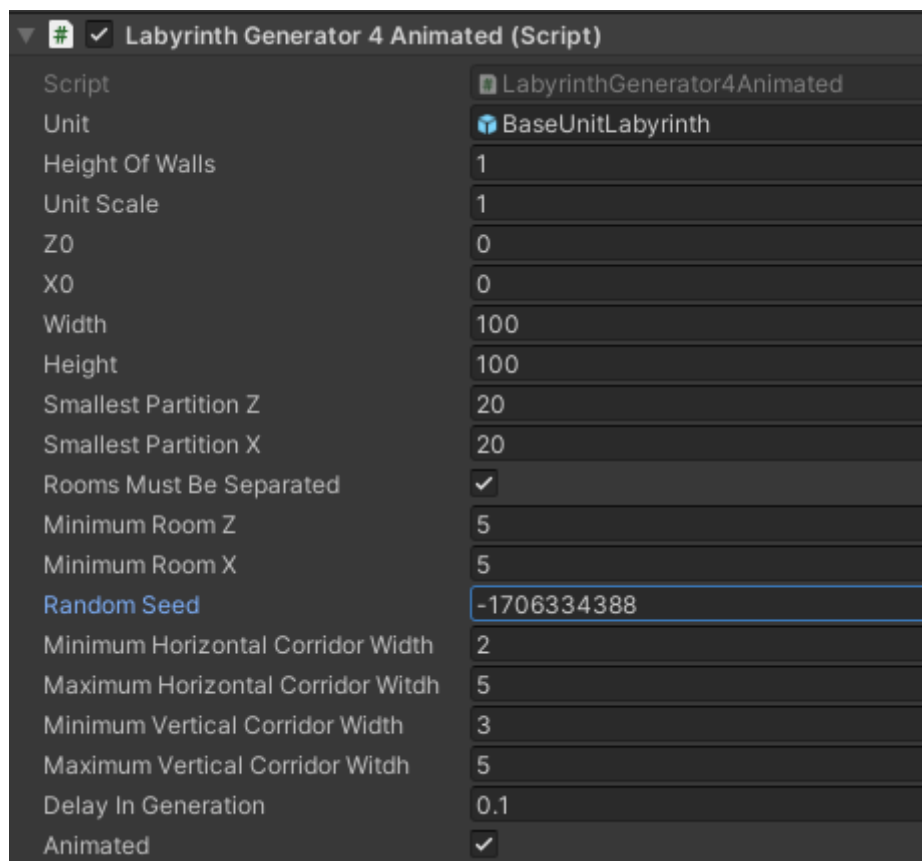 # Labyrinth Generator 4 Animated (Script)
Script # LabyrinthGenerator4Animated
Unit BaseUnitLabyrinth
Height Of Walls 1
Unit Scale 1
Z0 0
X0 0
Width 100
Height 100
Smallest Partition Z 20
Smallest Partition X 20
Rooms Must Be Separated
Minimum Room Z 5
Minimum Room X 5
Random Seed -1706334388
Minimum Horizontal Corridor Width 2
Maximum Horizontal Corridor Witdh 5
Minimum Vertical Corridor Width 3
Maximum Vertical Corridor Witdh 5
Delay In Generation 0.1
Animated